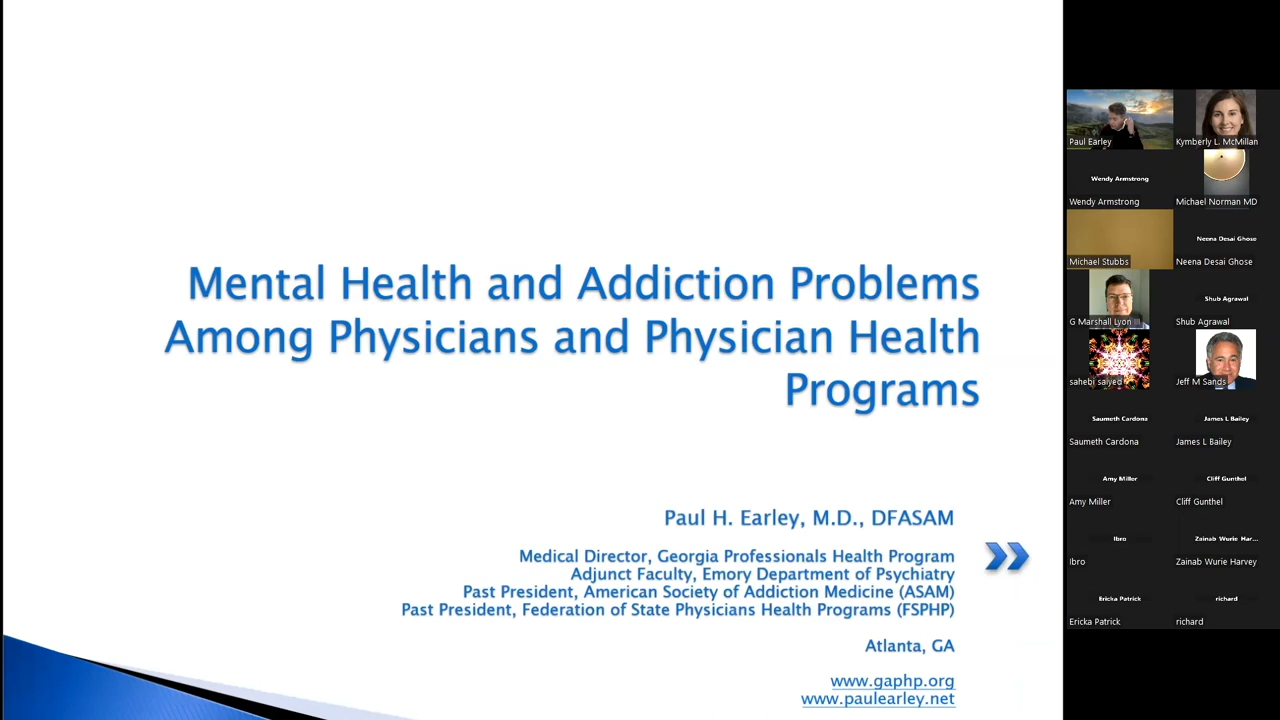 Mental Health and Addiction Problems
Among Physicians and Physician Health
Programs
Paul H. Earley, M.D., DFASAM
Medical Director, Georgia Professionals Health Program
Adjunct Faculty, Emory Department of Psychiatry
Past President, American Society of Addiction Medicine (ASAM)
Past President, Federation of State Physicians Health Programs (FSPHP)
Atlanta, GA
www.gaphp.org
www.paulearley.net
Paul Earley
Kymberly L. McMillan
Wendy Armstrong
Wendy Armstrong
Michael Norman MD
Neena Desai Ghose
Michael Stubbs
Neena Desai Ghose
Shub Agrawal
G Marshall Lyon III
Shub Agrawal
sahebi saiyed
Jeff M Sands
Saumeth Cardona
James L Bailey
Saumeth Cardona
James L Bailey
Amy Miller
Cliff Gunthel
Amy Miller
Cliff Gunthel
Ibro
Zainab Wurie Har...
Ibro
Zainab Wurie Harvey
Ericka Patrick
richard
Ericka Patrick
richard